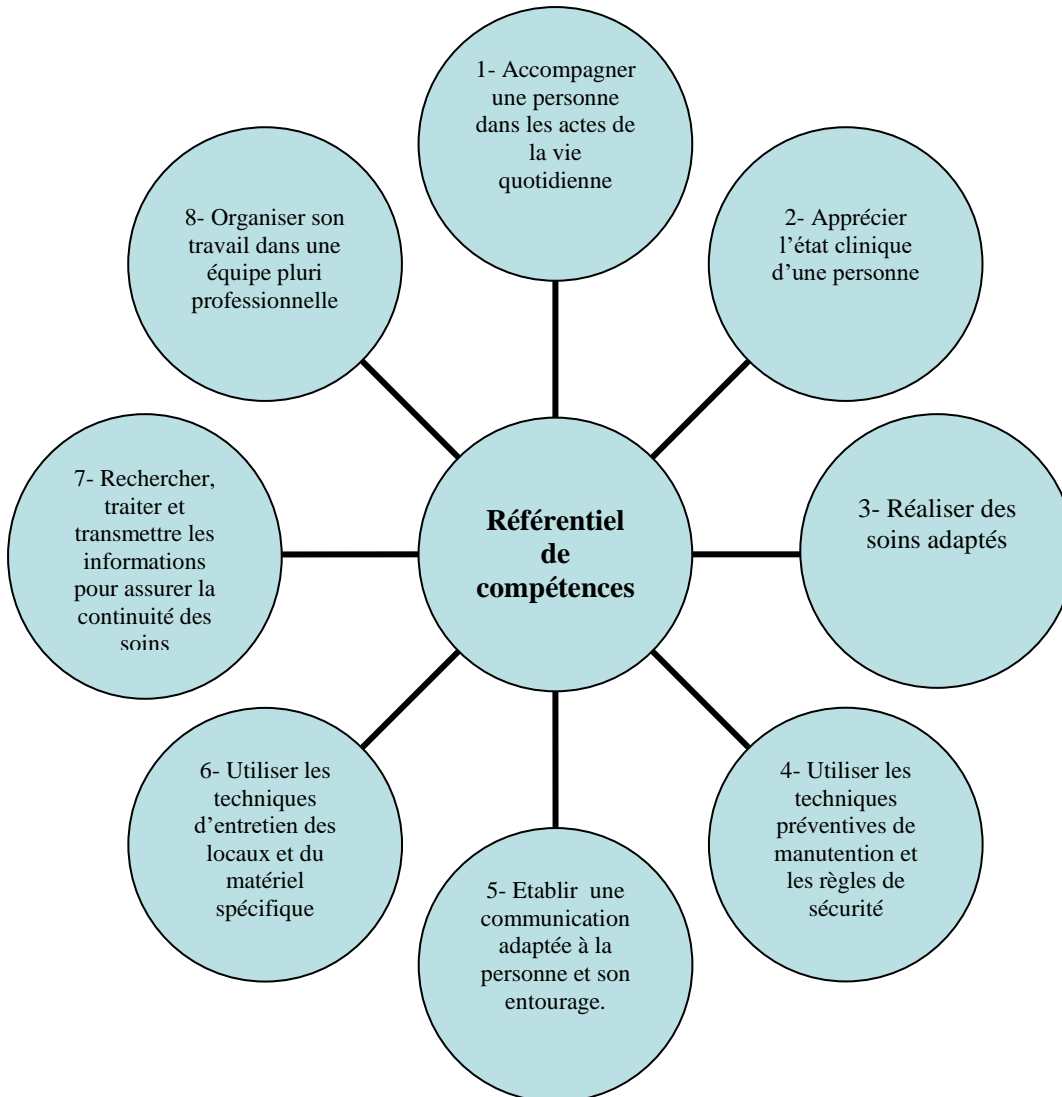 1- Accompagner
une personne
dans les actes de
la vie
quotidienne
2- Apprécier
l’état clinique
d’une personne
3- Réaliser des
soins adaptés
4- Utiliser les
techniques
préventives de
manutention et
les règles de
sécurité
5- Etablir une
communication
adaptée à la
personne et son
entourage.
6- Utiliser les
techniques
d’entretien des
locaux et du
matériel
spécifique
7- Rechercher,
traiter et
transmettre les
informations
pour assurer la
continuité des
soins
8- Organiser son
travail dans une
équipe pluri
professionnelle
Référentiel
de
compétences